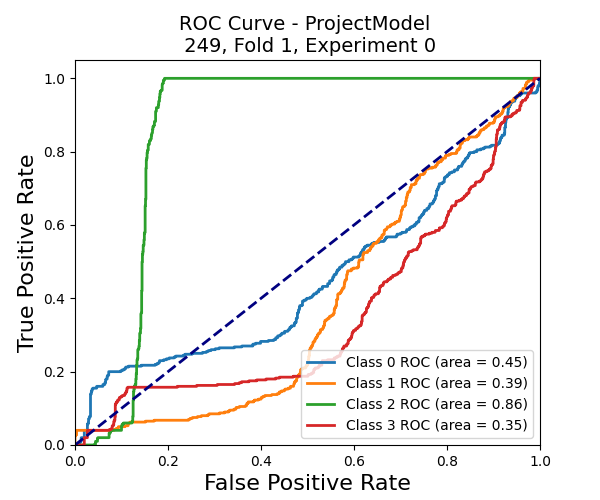 ROC Curve - ProjectModel
249, Fold 1, Experiment 0
True Positive Rate
1.0
0.8
0.6
0.4
0.2
0.0
Class 0 ROC (area = 0.45)
Class 1 ROC (area = 0.39)
Class 2 ROC (area = 0.86)
Class 3 ROC (area = 0.35)
0.0 0.2 0.4 0.6 0.8 1.0
False Positive Rate